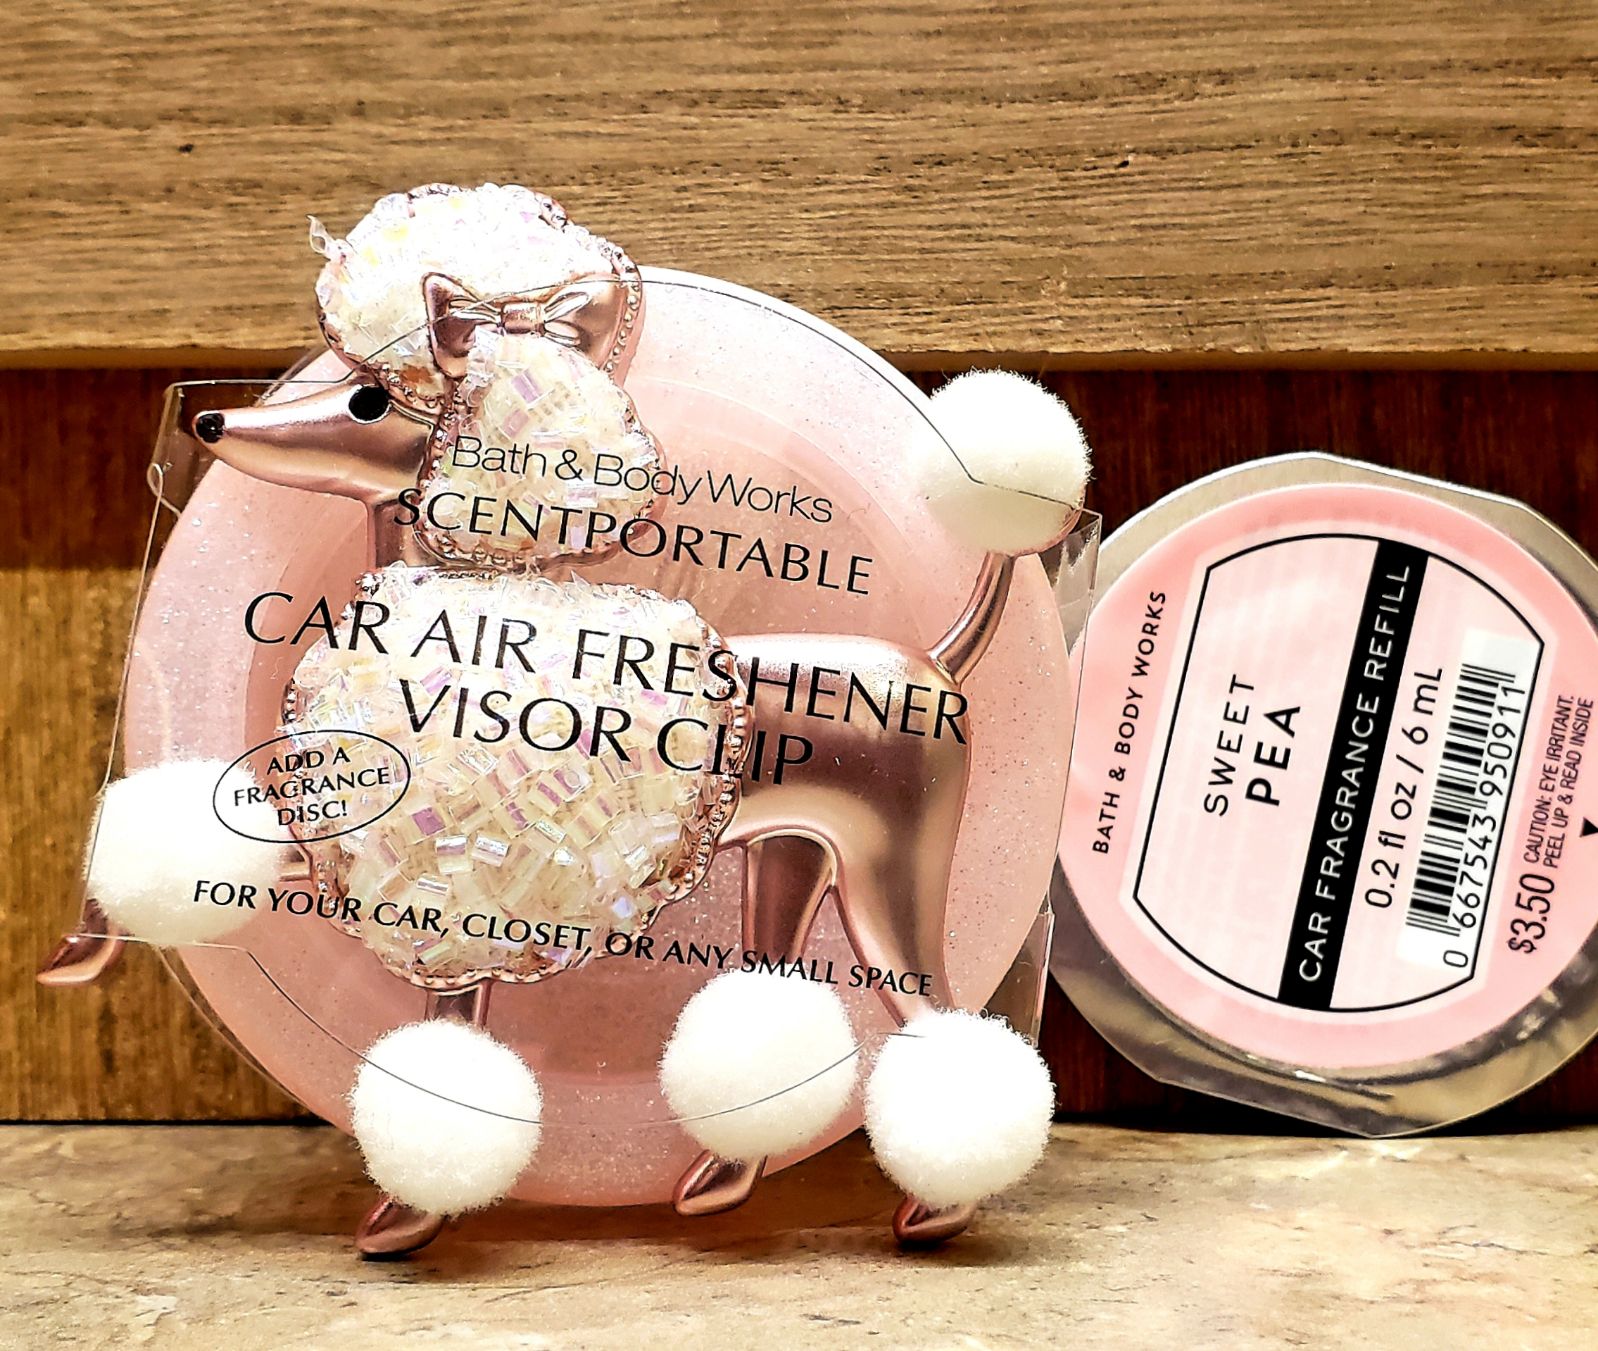 Bath & Body Works
SCENTPORTABLE
CAR AIR FRESHENER
VISOR CLIP
ADD A
FRAGRANCE
DISC!
FOR YOUR CAR, CLOSET, OR ANY SMALL SPACE
BATH & BODY WORKS
SWEET
PEA
CAR FRAGRANCE REFILL
0.2 fl oz / 6 mL
0 667543 950911
$3.50 CAUTION: EYE IRRITANT.
PEEL UP & READ INSIDE